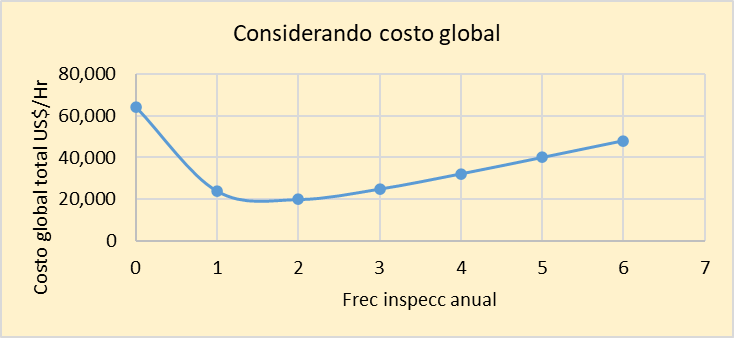 Considerando costo global
Costo global total US$/Hr
80,000
60,000
40,000
20,000
0
0 1 2 3 4 5 6 7
Frec inspecc anual